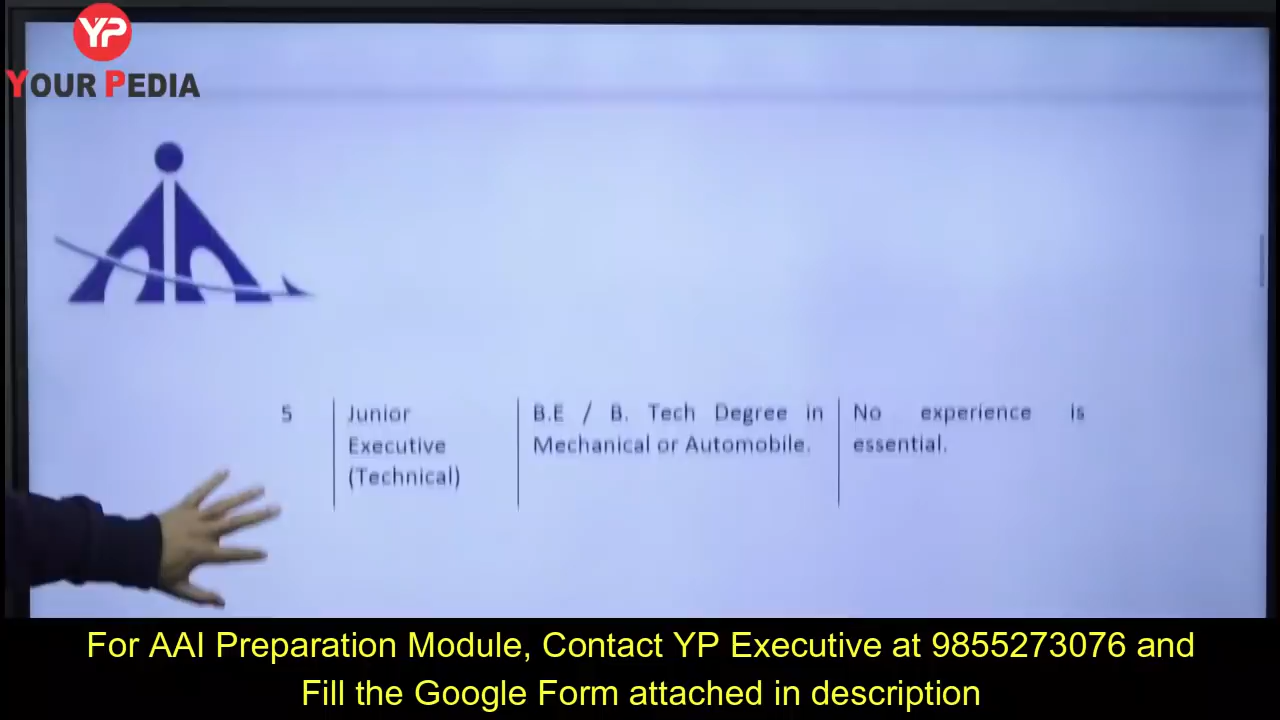 YP
YOUR PEDIA
5 Junior Executive (Technical) B.E / B. Tech Degree in Mechanical or Automobile. No experience is essential.
For AAI Preparation Module, Contact YP Executive at 9855273076 and
Fill the Google Form attached in description